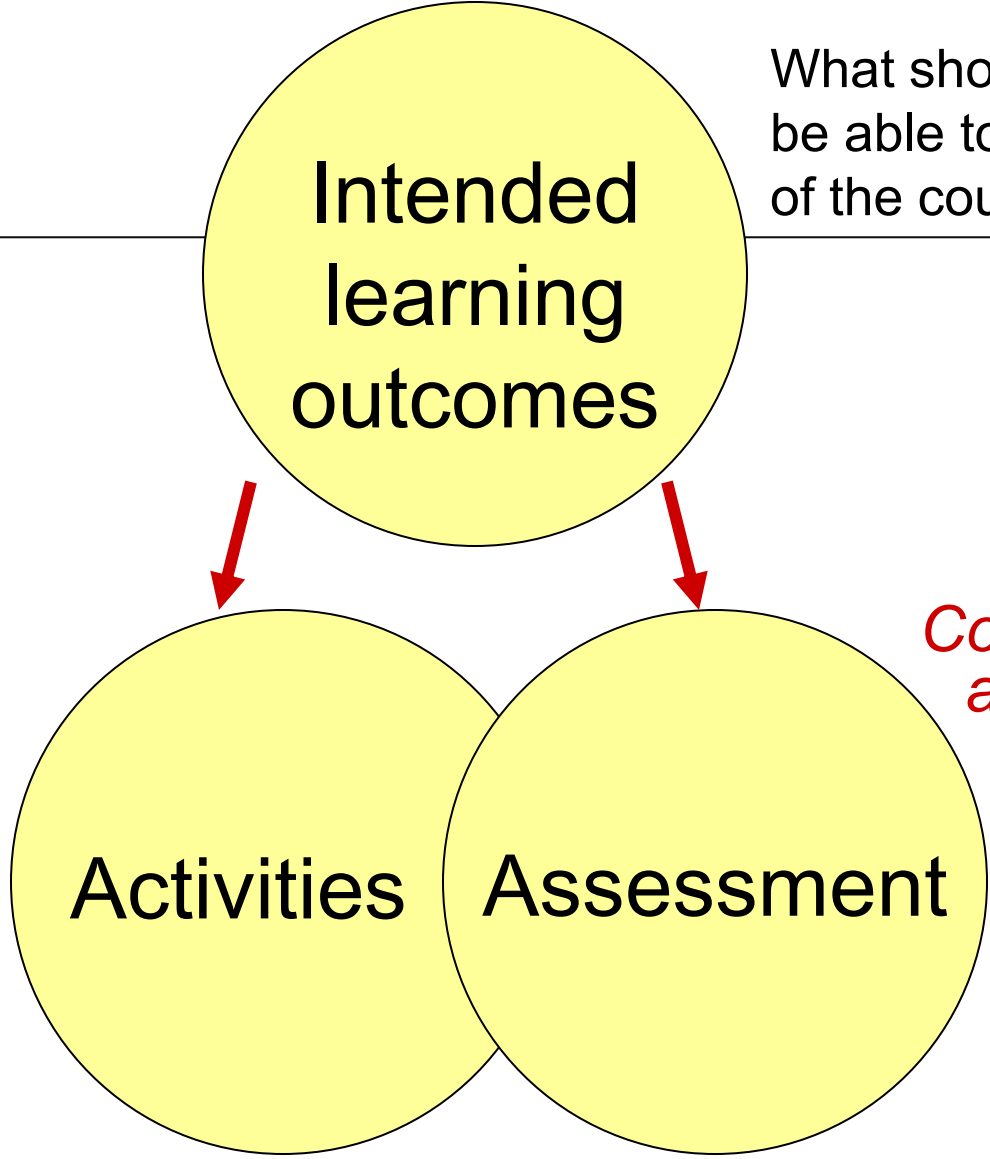 What sho
be able to
of the cou
Intended
learning
outcomes
Co
a
Activities
Assessment